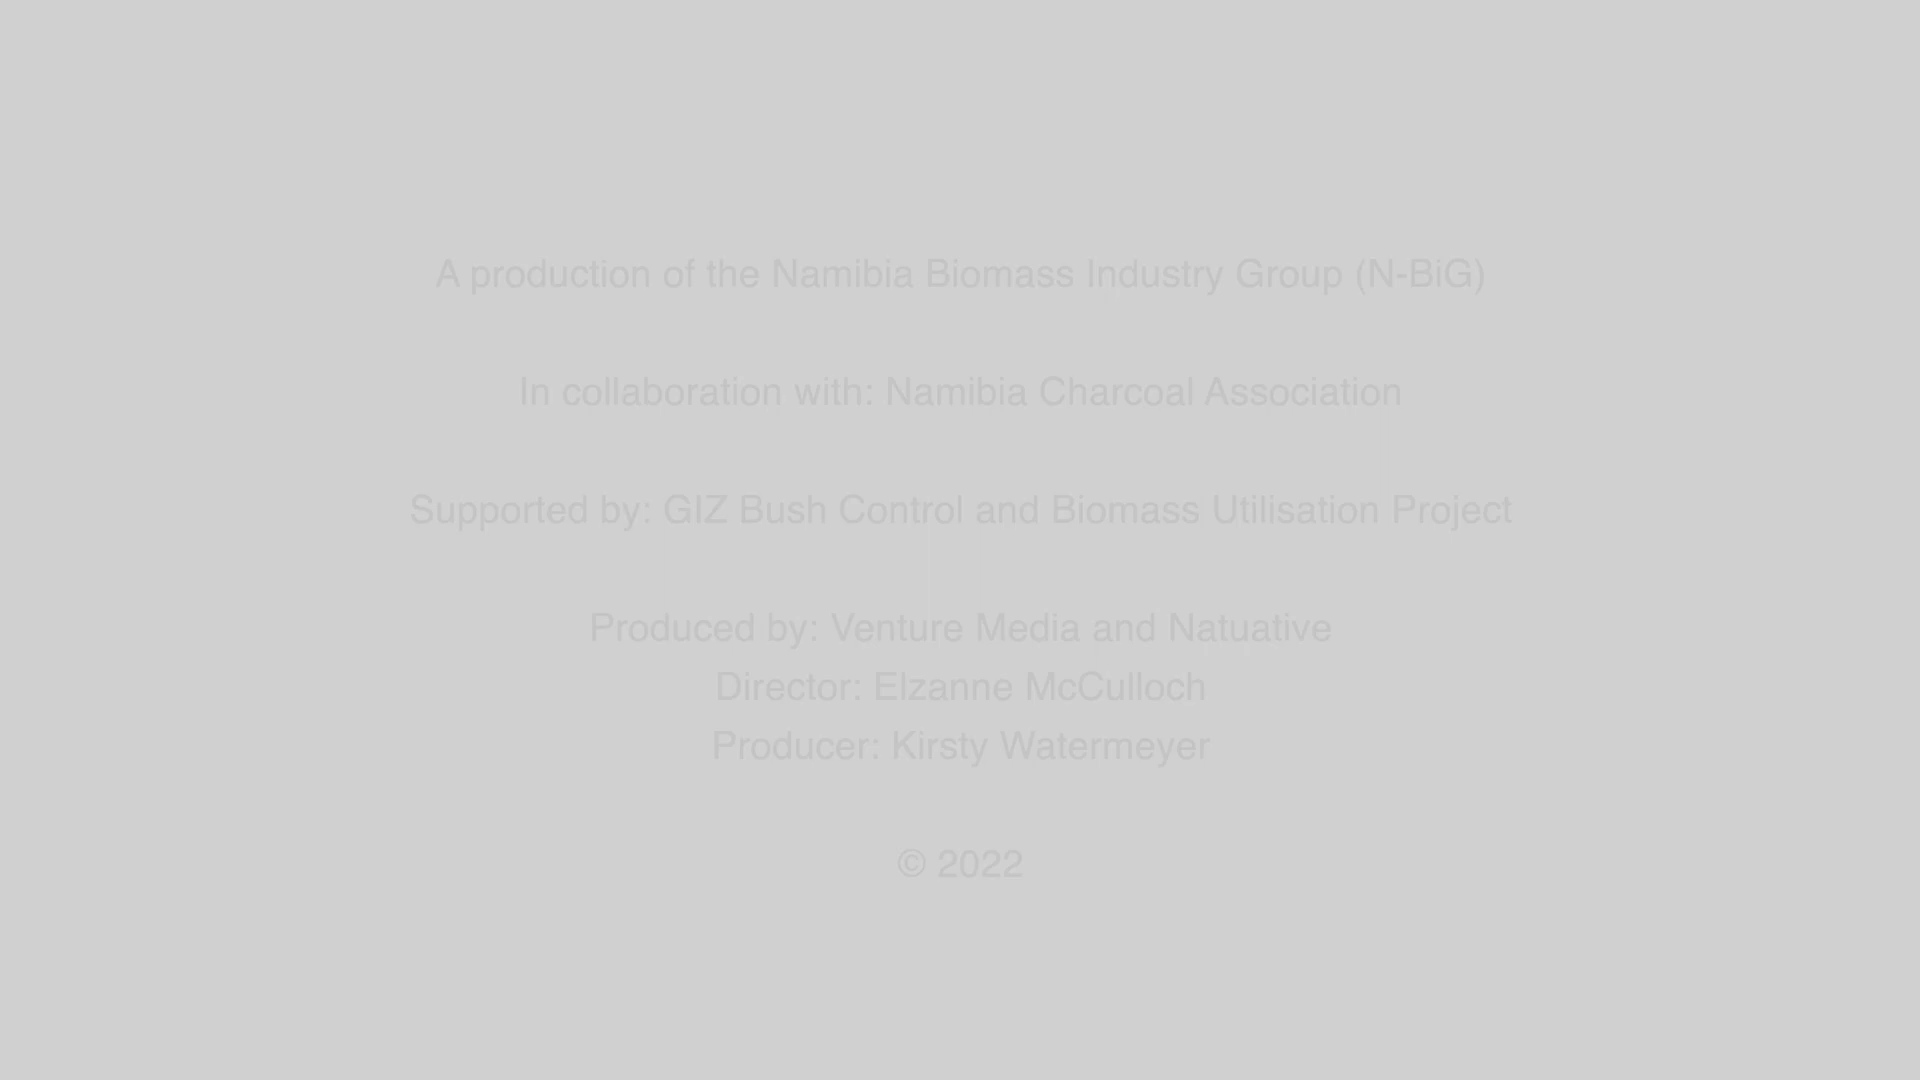 A production of the Namibia Biomass Industry Group (N-BiG)
In collaboration with: Namibia Charcoal Association
Supported by: GIZ Bush Control and Biomass Utilisation Project
Produced by: Venture Media and Natuative
Director: Elzanne McCulloch
Producer: Kirsty Watermeyer
© 2022